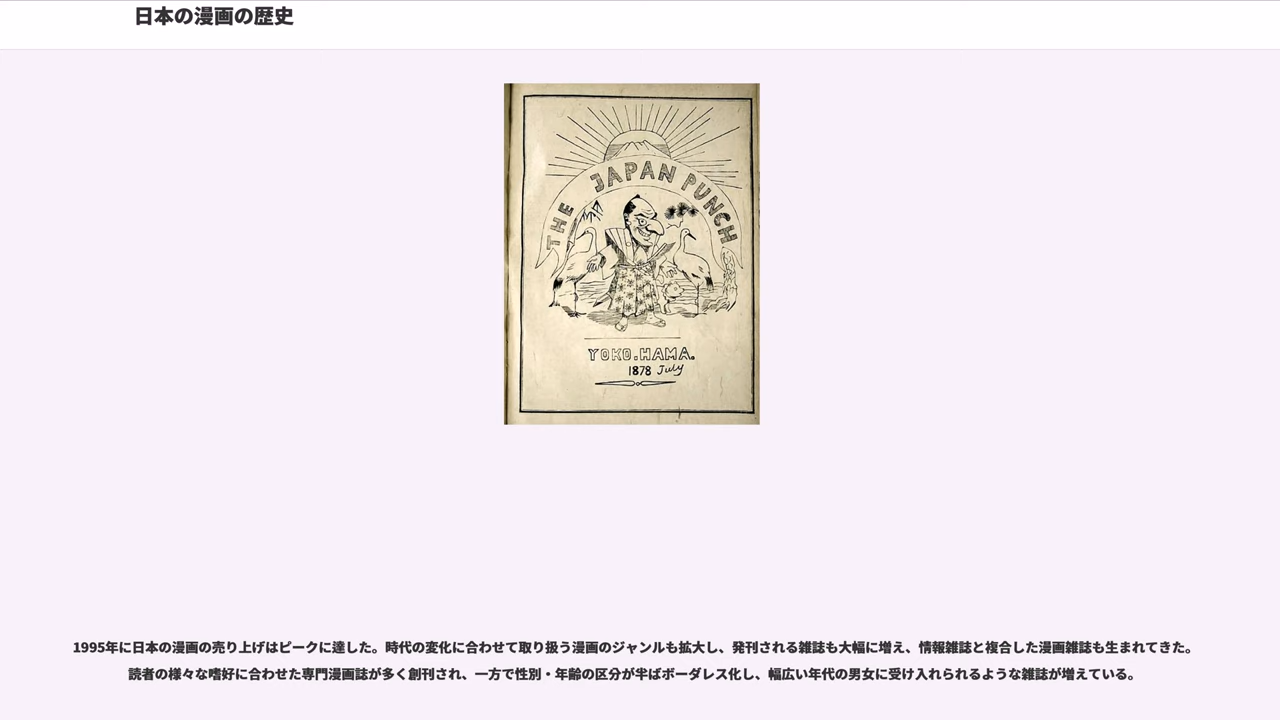 日本の漫画の歴史
THE JAPAN PUNCH
YOKO.HAMA.
1878 July
1995年に日本の漫画の売り上げはピークに達した。時代の変化に合わせて取り扱う漫画のジャンルも拡大し、発刊される雑誌も大幅に増え、情報雑誌と複合した漫画雑誌も生まれてきた。
読者の様々な嗜好に合わせた専門漫画誌が多く創刊され、一方で性別・年齢の区分が半ばボーダレス化し、幅広い年代の男女に受け入れられるような雑誌が増えている。